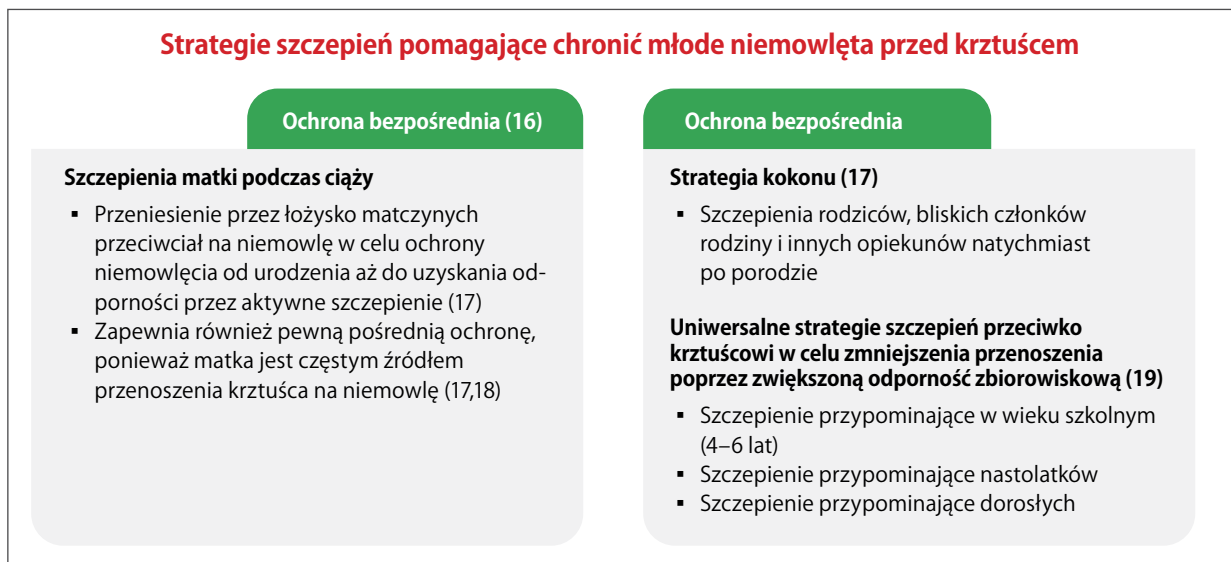 Strategie szczepień pomagające chronić młode niemowlęta przed krztuścem
Ochrona bezpośrednia (16)
Szczepienia matki podczas ciąży
▪ Przeniesienie przez łożysko matczynych
przeciwciał na niemowlę w celu ochrony
niemowlęcia od urodzenia aż do uzyskania od-
porności przez aktywne szczepienie (17)
▪ Zapewnia również pewną pośrednią ochronę,
ponieważ matka jest częstym źródłem
przenoszenia krztuśca na niemowlę (17,18)
Ochrona bezpośrednia
Strategia kokonu (17)
▪ Szczepienia rodziców, bliskich członków
rodziny i innych opiekunów natychmiast
po porodzie
Uniwersalne strategie szczepień przeciwko
krztuścowi w celu zmniejszenia przenoszenia
poprzez zwiększoną odporność zbiorowiskową (19)
▪ Szczepienie przypominające w wieku szkolnym
(4–6 lat)
▪ Szczepienie przypominające nastolatków
▪ Szczepienie przypominające dorosłych